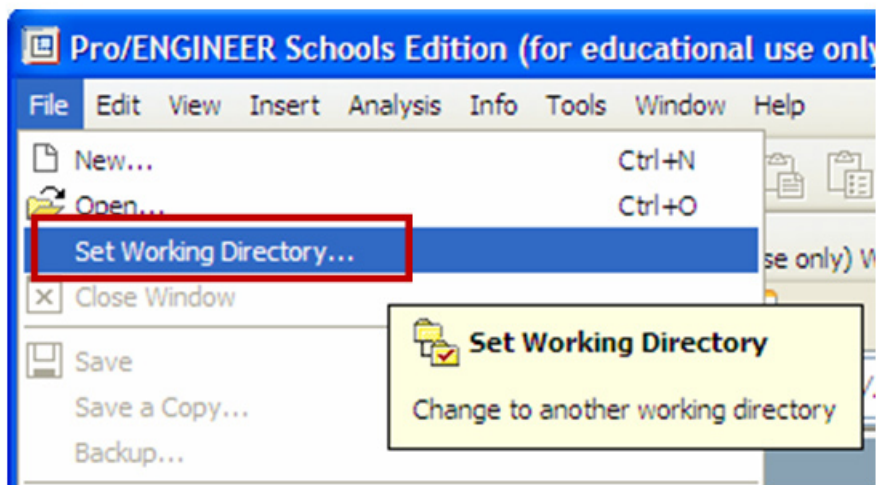 Pro/ENGINEER Schools Edition (for educational use only
File Edit View Insert Analysis Info Tools Window Help
New... Ctrl+N
Open... Ctrl+O
Set Working Directory...
se only) W
Close Window
Set Working Directory
Change to another working directory
Save
Save a Copy...
Backup...